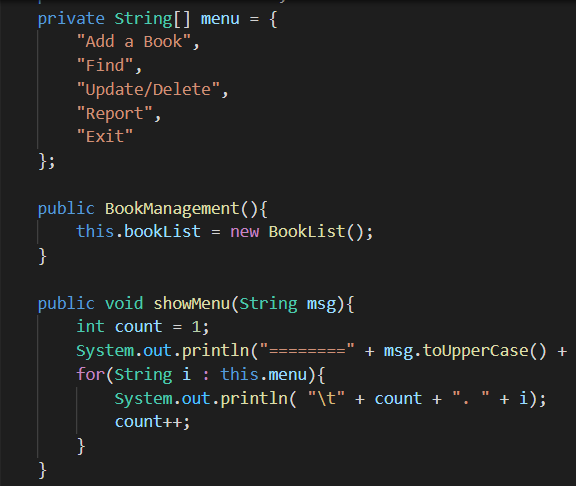 private String[] menu = {
"Add a Book",
"Find",
"Update/Delete",
"Report",
"Exit"
};
public BookManagement(){
this.bookList = new BookList();
}
public void showMenu(String msg){
int count = 1;
System.out.println("========" + msg.toUpperCase() +
for(String i : this.menu){
System.out.println( "\t" + count + ". " + i);
count++;
}
}